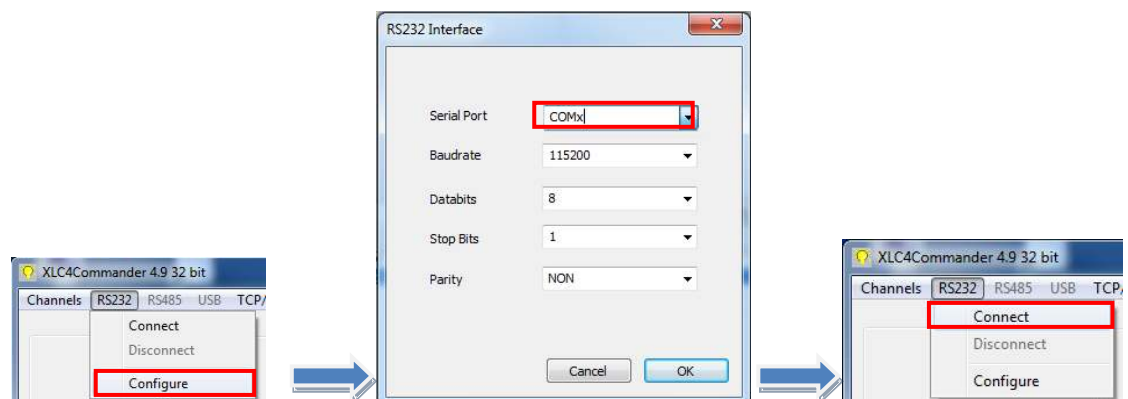 XLC4Commander 4.9 32 bit
Channels RS232 RS485 USB TCP/
Connect
Disconnect
Configure
RS232 Interface
Serial Port COMx
Baudrate 115200
Databits 8
Stop Bits 1
Parity NON
Cancel OK
XLC4Commander 4.9 32 bit
Channels RS232 RS485 USB TCP/
Connect
Disconnect
Configure